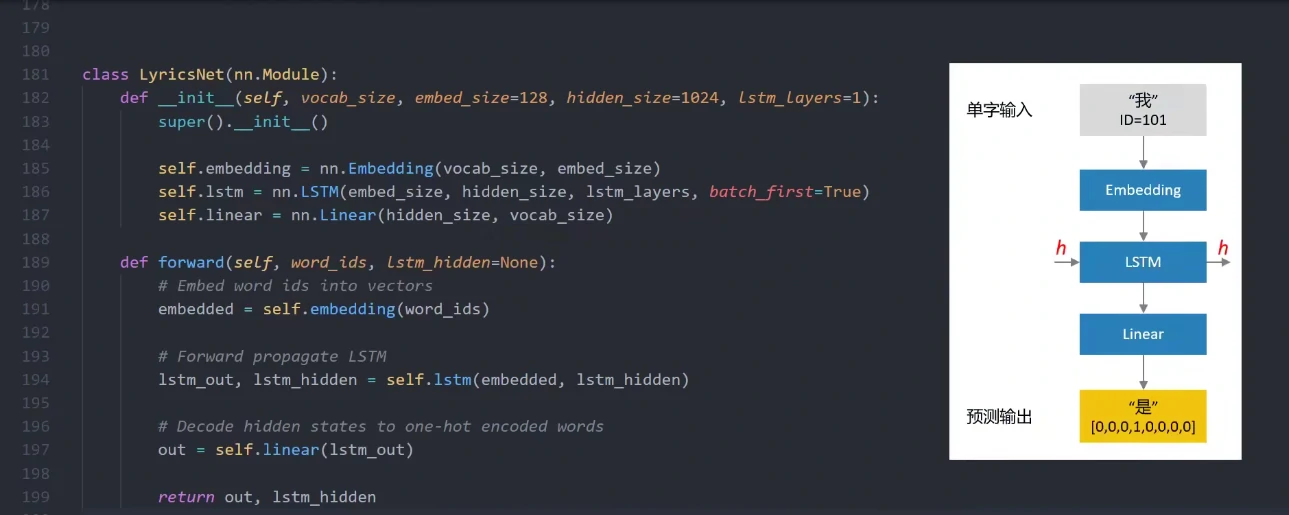 178
179
180
181 class LyricsNet(nn.Module):
182 def __init__(self, vocab_size, embed_size=128, hidden_size=1024, lstm_layers=1):
183 super().__init__()
184
185 self.embedding = nn.Embedding(vocab_size, embed_size)
186 self.lstm = nn.LSTM(embed_size, hidden_size, lstm_layers, batch_first=True)
187 self.linear = nn.Linear(hidden_size, vocab_size)
188
189 def forward(self, word_ids, lstm_hidden=None):
190 # Embed word ids into vectors
191 embedded = self.embedding(word_ids)
192
193 # Forward propagate LSTM
194 lstm_out, lstm_hidden = self.lstm(embedded, lstm_hidden)
195
196 # Decode hidden states to one-hot encoded words
197 out = self.linear(lstm_out)
198
199 return out, lstm_hidden
单字输入
“我”
ID=101
Embedding
h
LSTM
h
Linear
预测输出
“是”
[0,0,0,1,0,0,0,0]